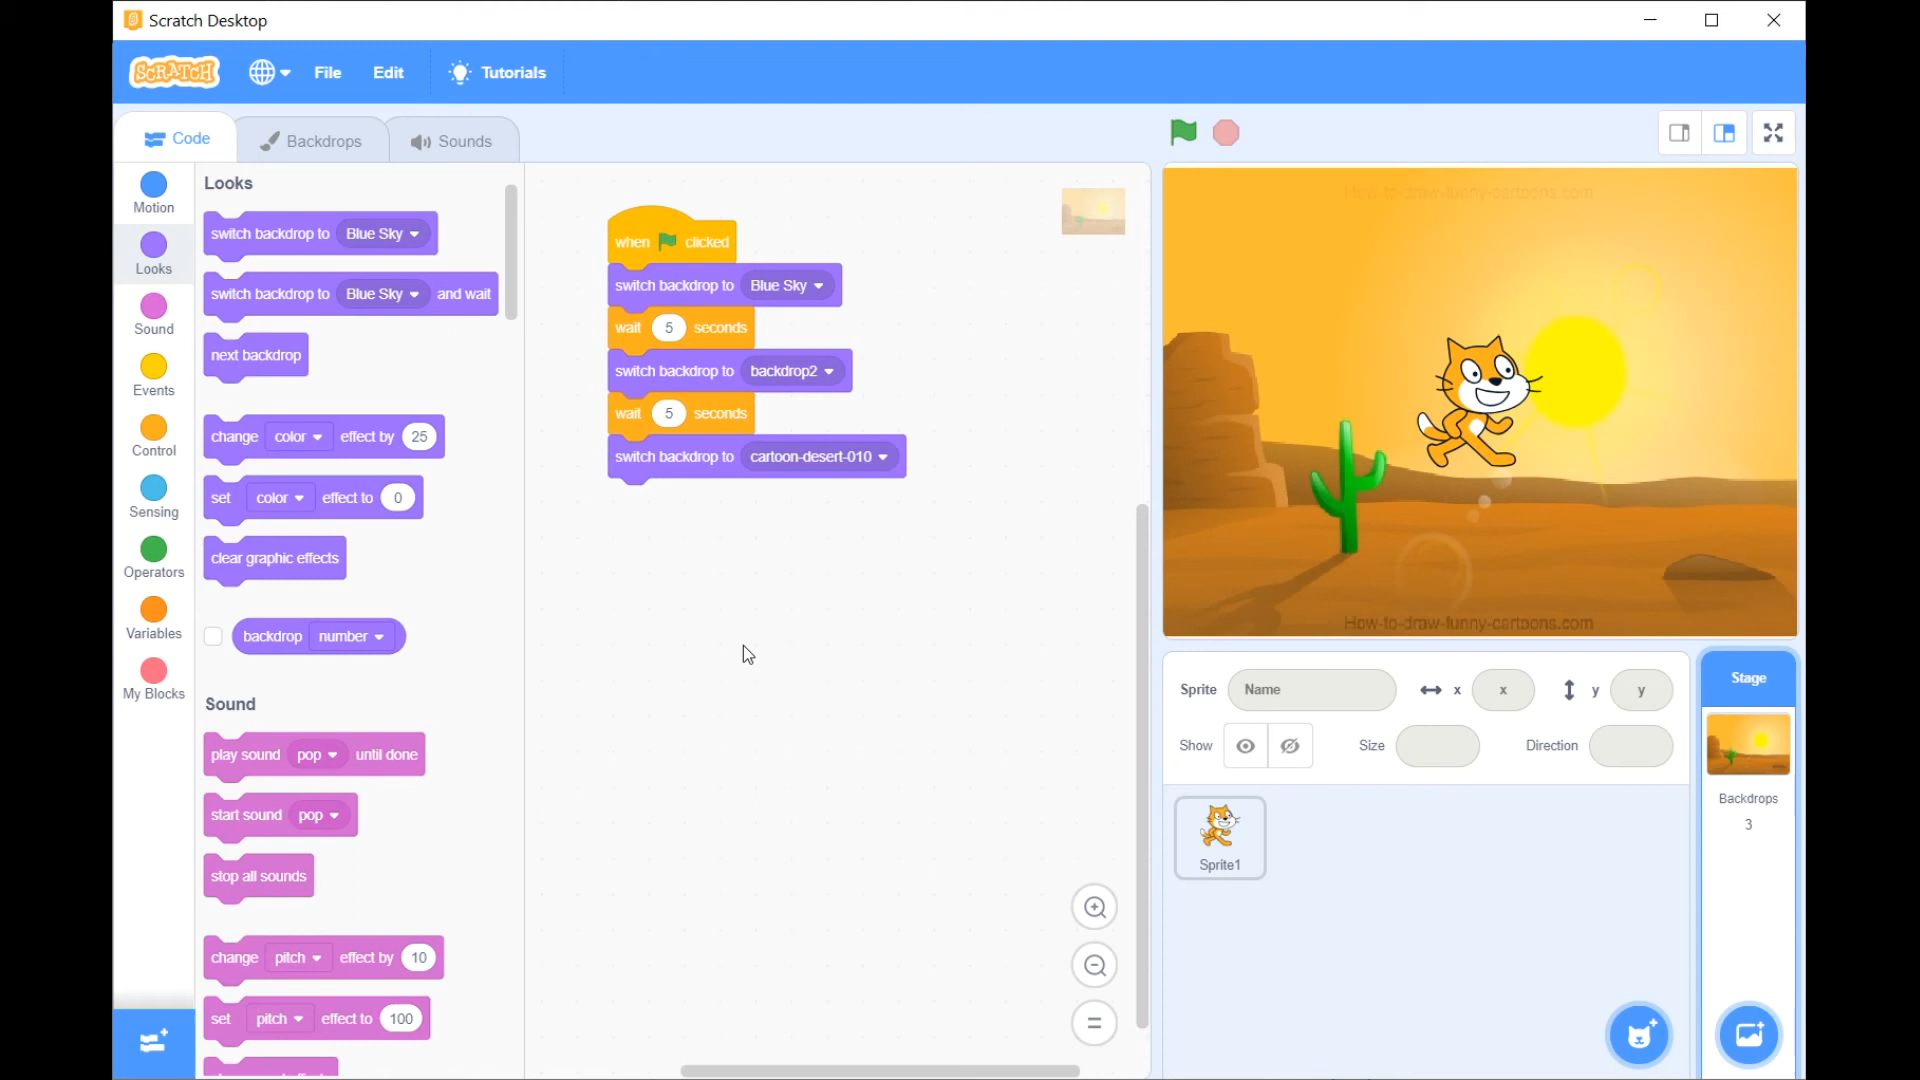 Scratch Desktop
SCRATCH
File
Edit
Tutorials
Code
Backdrops
Sounds
Motion
Looks
Sound
Events
Control
Sensing
Operators
Variables
My Blocks
Looks
switch backdrop to Blue Sky
switch backdrop to Blue Sky and wait
next backdrop
change color effect by 25
set color effect to 0
clear graphic effects
backdrop number
Sound
play sound pop until done
start sound pop
stop all sounds
change pitch effect by 10
set pitch effect to 100
when clicked
switch backdrop to Blue Sky
wait 5 seconds
switch backdrop to backdrop2
wait 5 seconds
switch backdrop to cartoon-desert-010
How-to-draw-funny-cartoons.com
How-to-draw-funny-cartoons.com
Sprite Name x x y y
Show Size Direction
Sprite1
Stage
Backdrops
3